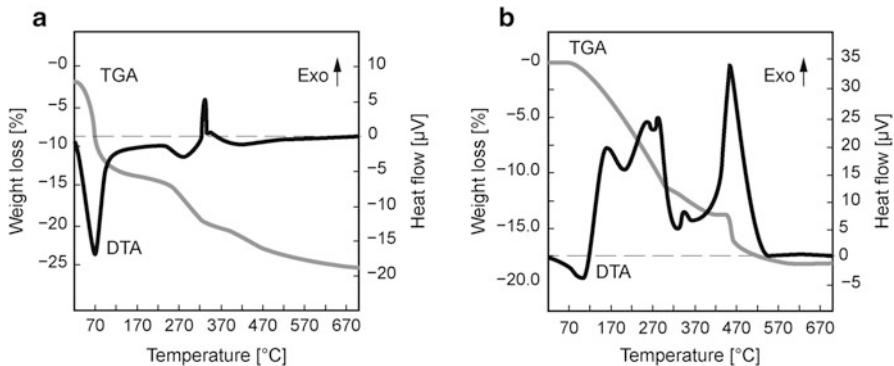 a
TGA
Exo
DTA
−0
−5
−10
−15
−20
−25
Weight loss [%]
10
5
0
−5
−10
−15
−20
Heat flow [µV]
70 170 270 370 470 570 670
Temperature [°C]
b
TGA
Exo
DTA
−0
−5.0
−10.0
−15.0
−20.0
Weight loss [%]
35
30
25
20
15
10
5
0
−5
Heat flow [µV]
70 170 270 370 470 570 670
Temperature [°C]